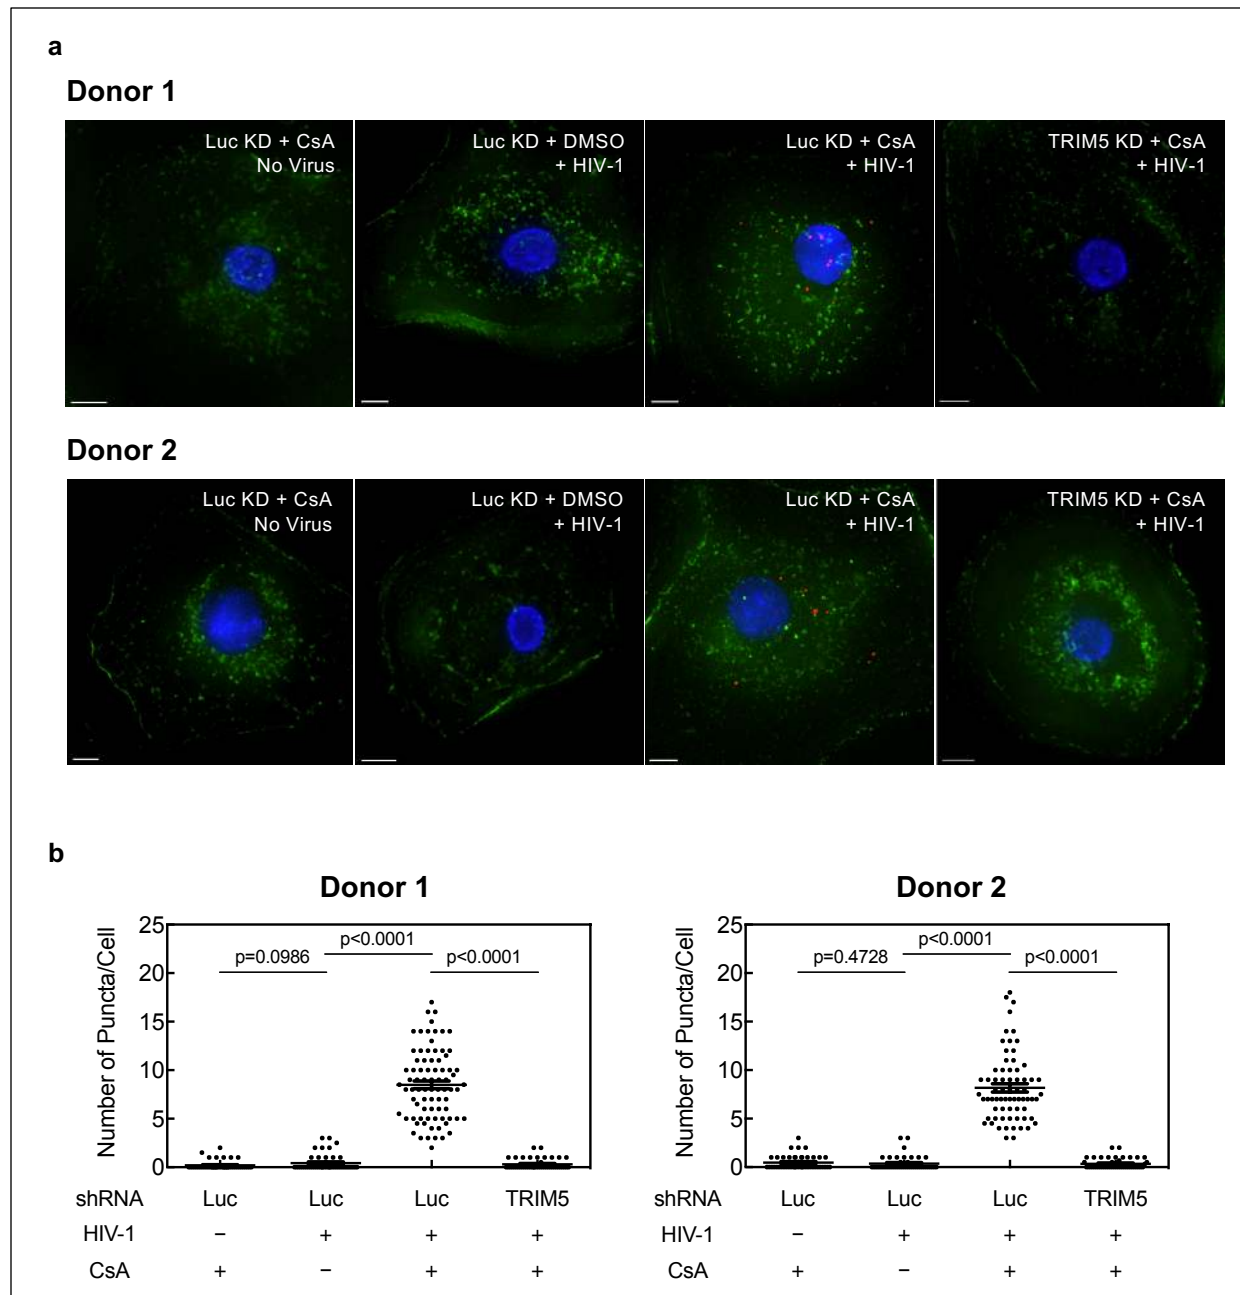 a
Donor 1
Luc KD + CsA
No Virus
Luc KD + DMSO
+ HIV-1
Luc KD + CsA
+ HIV-1
TRIM5 KD + CsA
+ HIV-1
Donor 2
Luc KD + CsA
No Virus
Luc KD + DMSO
+ HIV-1
Luc KD + CsA
+ HIV-1
TRIM5 KD + CsA
+ HIV-1
b
Donor 1
Number of Puncta/Cell
25
20
15
10
5
0
p<0.0001
p=0.0986
p<0.0001
shRNA Luc Luc Luc TRIM5
HIV-1 − + + +
CsA + − + +
Donor 2
Number of Puncta/Cell
25
20
15
10
5
0
p<0.0001
p=0.4728
p<0.0001
shRNA Luc Luc Luc TRIM5
HIV-1 − + + +
CsA + − + +